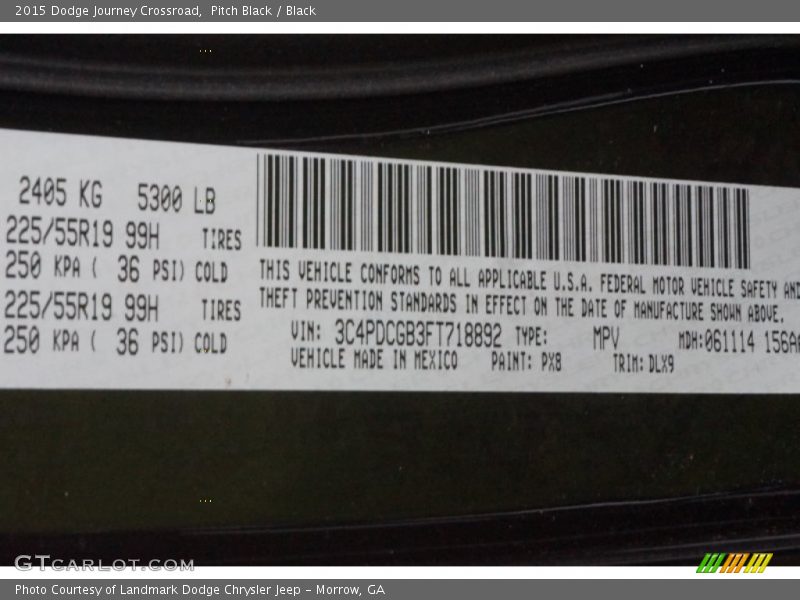 2015 Dodge Journey Crossroad, Pitch Black / Black
2405 KG 5300 LB
225/55R19 99H TIRES
250 KPA ( 36 PSI) COLD
225/55R19 99H TIRES
250 KPA ( 36 PSI) COLD
THIS VEHICLE CONFORMS TO ALL APPLICABLE U.S.A. FEDERAL MOTOR VEHICLE SAFETY AND
THEFT PREVENTION STANDARDS IN EFFECT ON THE DATE OF MANUFACTURE SHOWN ABOVE.
VIN: 3C4PDCGB3FT718892 TYPE: MPV MDH:061114 156A
VEHICLE MADE IN MEXICO PAINT: PX8 TRIM: DLX9
GTCARLOT.COM
Photo Courtesy of Landmark Dodge Chrysler Jeep – Morrow, GA